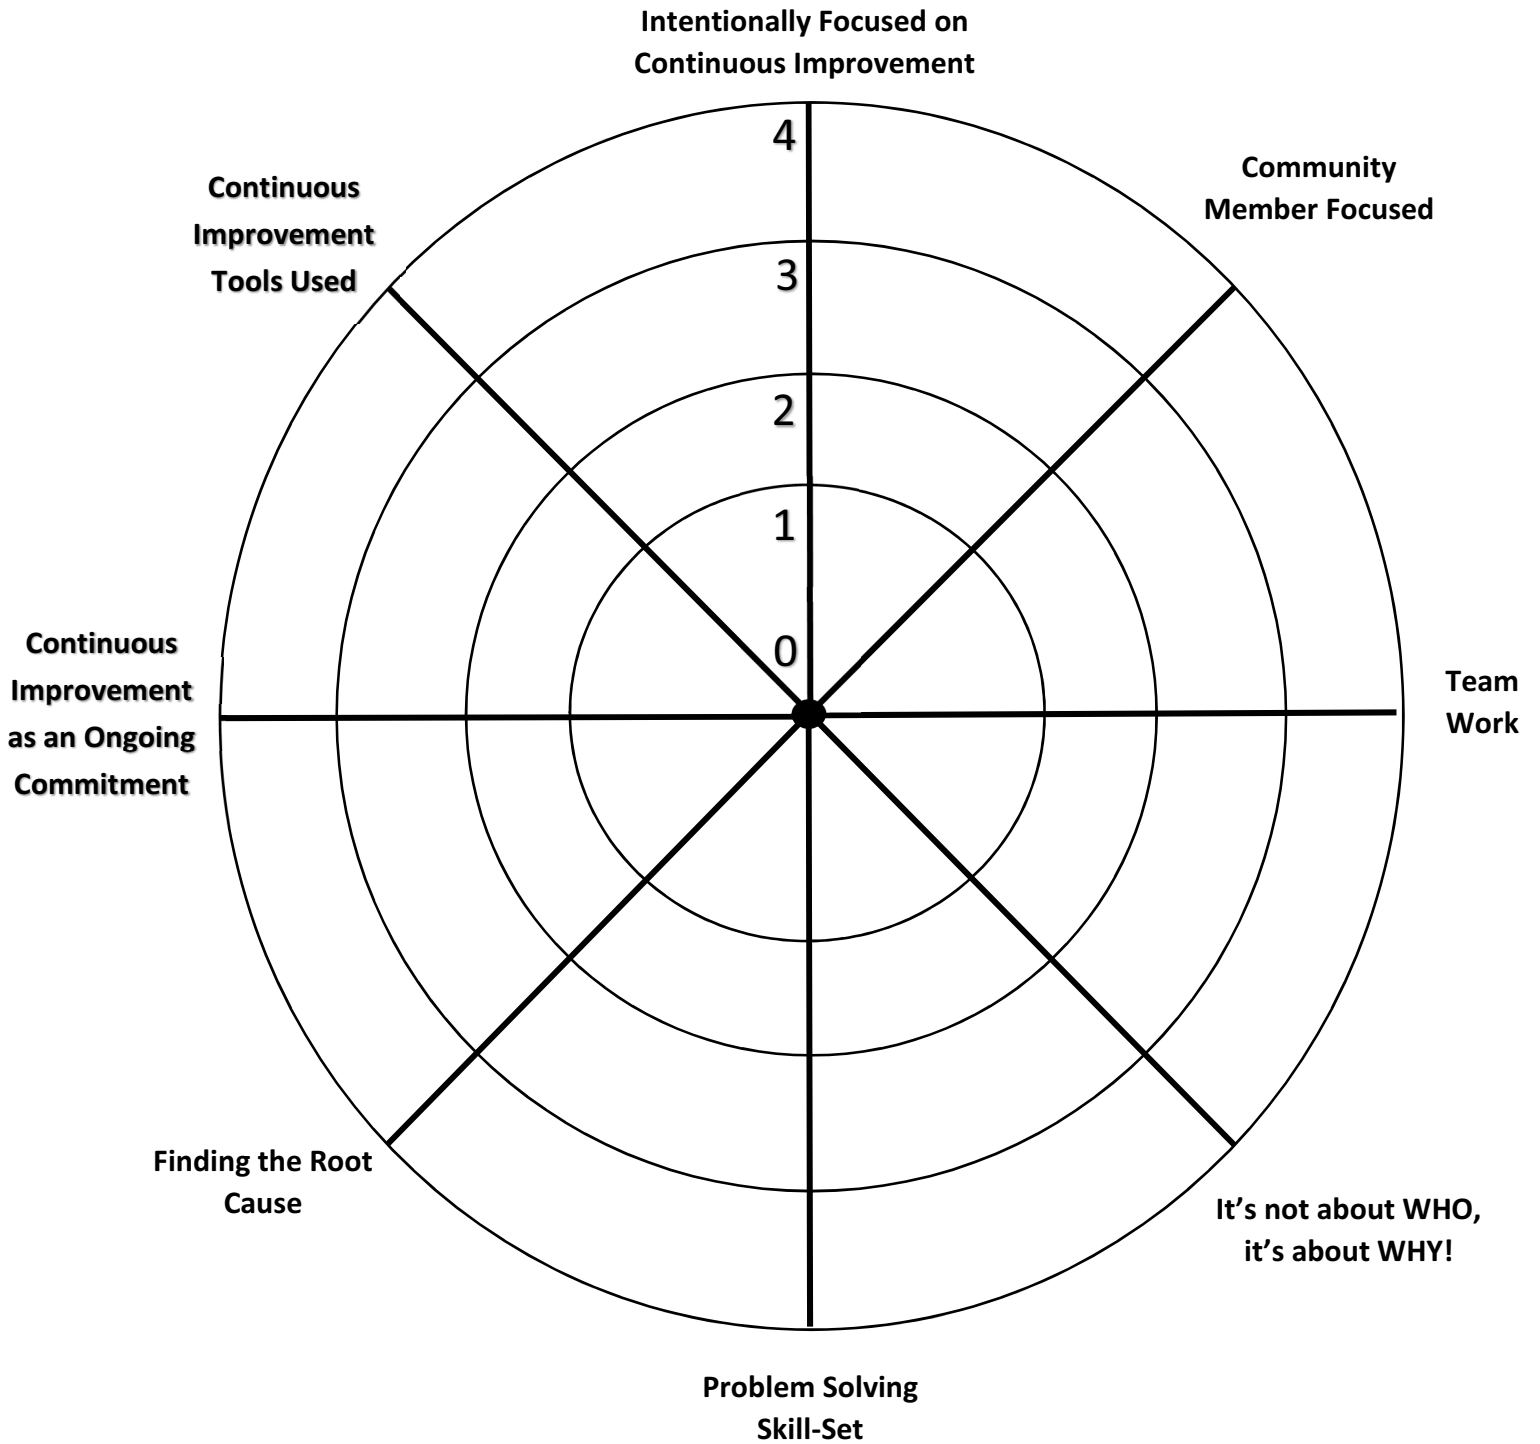 Intentionally Focused on
Continuous Improvement
4
3
2
1
0
Community
Member Focused
Team
Work
It’s not about WHO,
it’s about WHY!
Problem Solving
Skill-Set
Finding the Root
Cause
Continuous
Improvement
as an Ongoing
Commitment
Continuous
Improvement
Tools Used